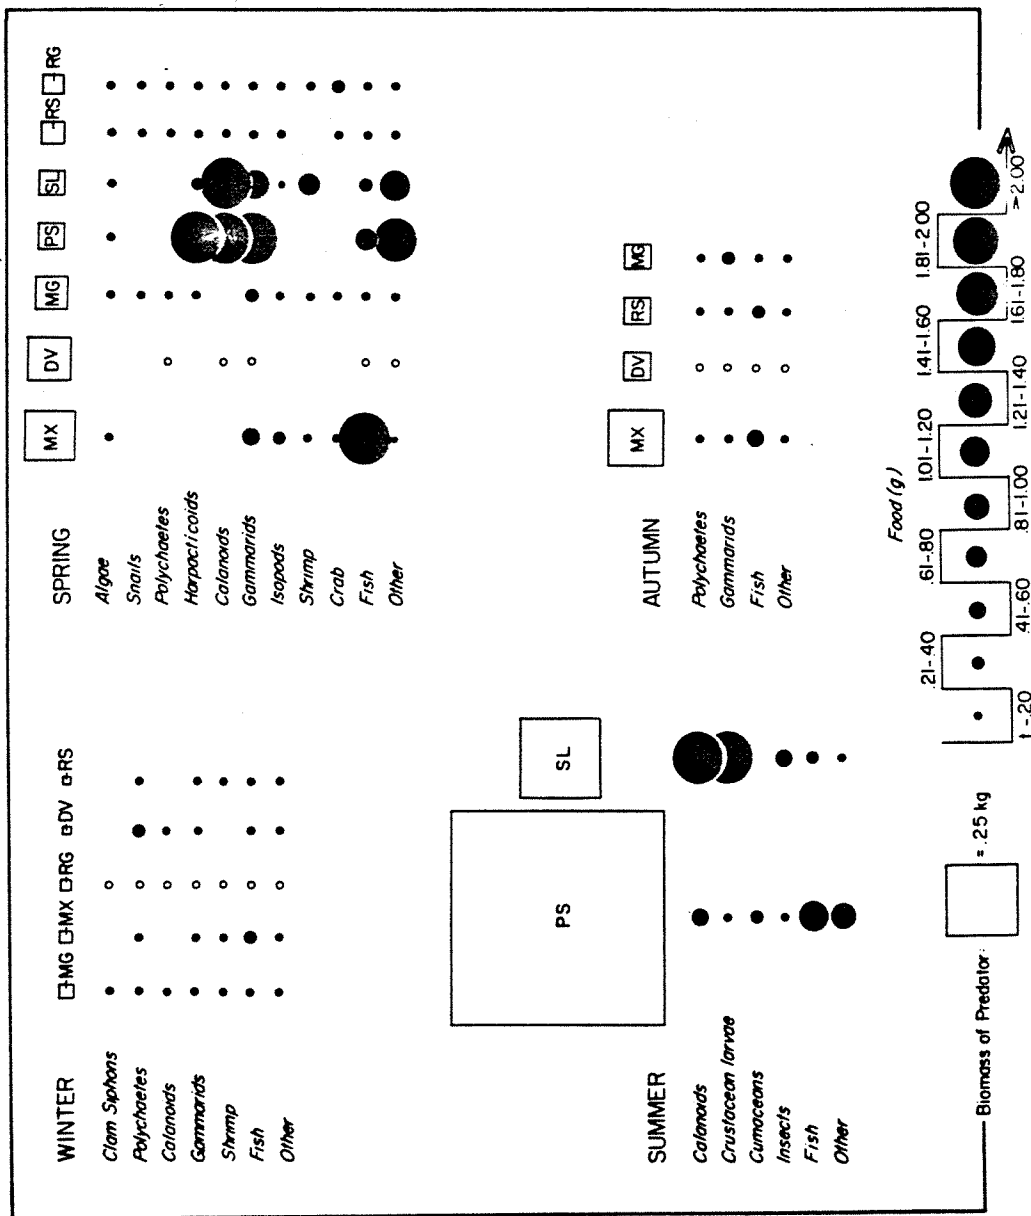 WINTER
MG MX RG DV RS
Clam Siphons
Polychaetes
Calanoids
Gammarids
Shrimp
Fish
Other
SPRING
MX DV MG PS SL RS RG
Algae
Snails
Polychaetes
Harpacticoids
Calanoids
Gammarids
Isopods
Shrimp
Crab
Fish
Other
SUMMER
PS SL
Calanoids
Crustacean larvae
Cumaceans
Insects
Fish
Other
AUTUMN
MX DV RS MG
Polychaetes
Gammarids
Fish
Other
Food (g)
.21-.40 .61-.80 1.01-1.20 1.41-1.60 1.81-2.00
t-.20 .41-.60 .81-1.00 1.21-1.40 1.61-1.80 >2.00
Biomass of Predator: = .25 kg